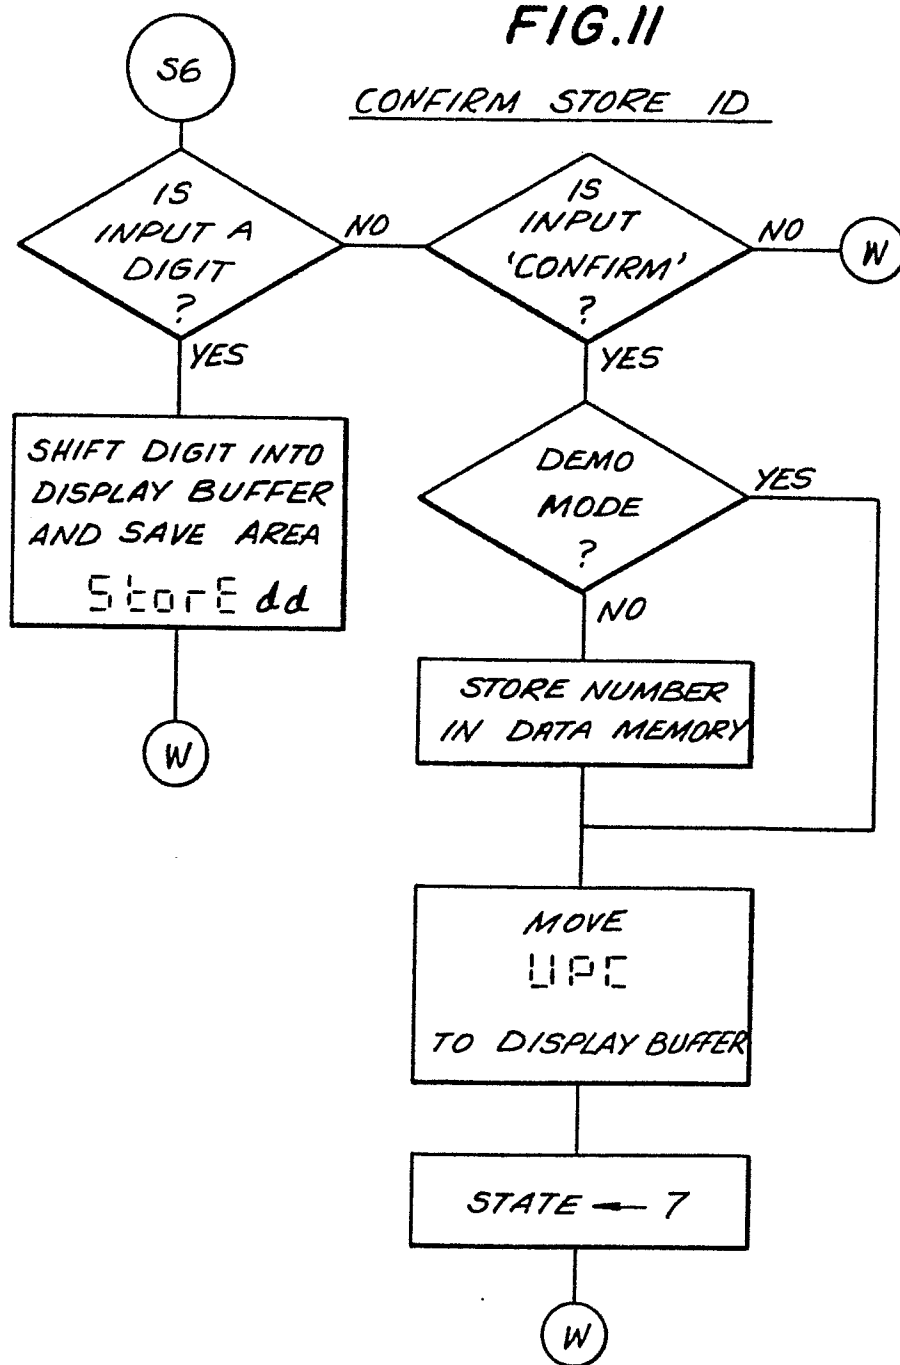 FIG.11
CONFIRM STORE ID
S6
IS
INPUT A
DIGIT
?
NO
YES
IS
INPUT
'CONFIRM'
?
NO
W
YES
SHIFT DIGIT INTO
DISPLAY BUFFER
AND SAVE AREA
StorE dd
W
DEMO
MODE
?
YES
NO
STORE NUMBER
IN DATA MEMORY
MOVE
UPC
TO DISPLAY BUFFER
STATE ← 7
W